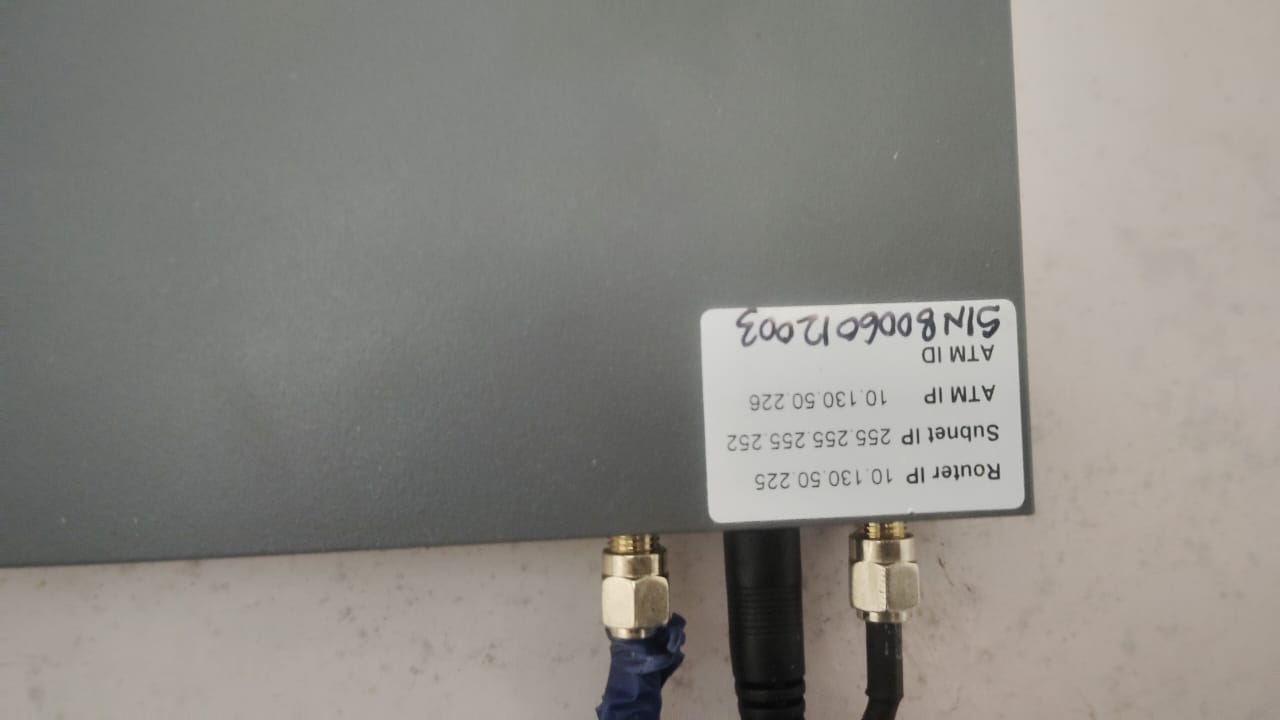 Router IP 10.130.50.225
Subnet IP 255.255.255.252
ATM IP 10.130.50.226
ATM ID
S1NB006012003